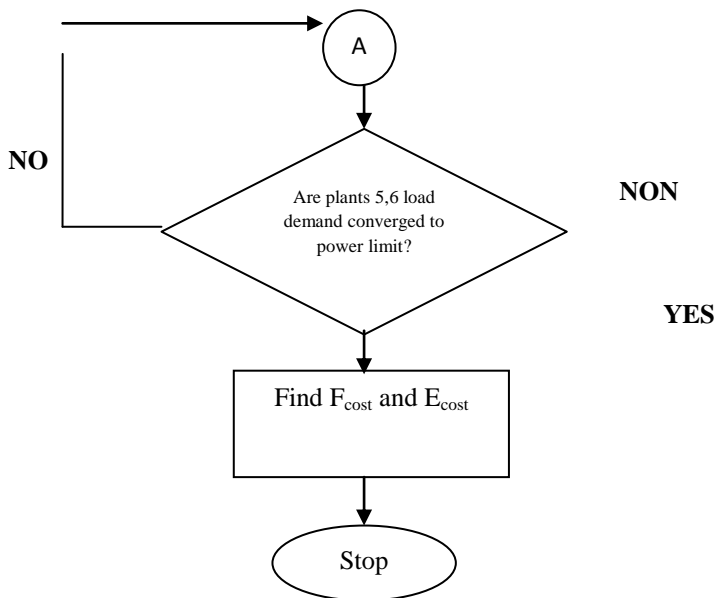 A
NO
Are plants 5,6 load
demand converged to
power limit?
NON
YES
Find Fcost and Ecost
Stop